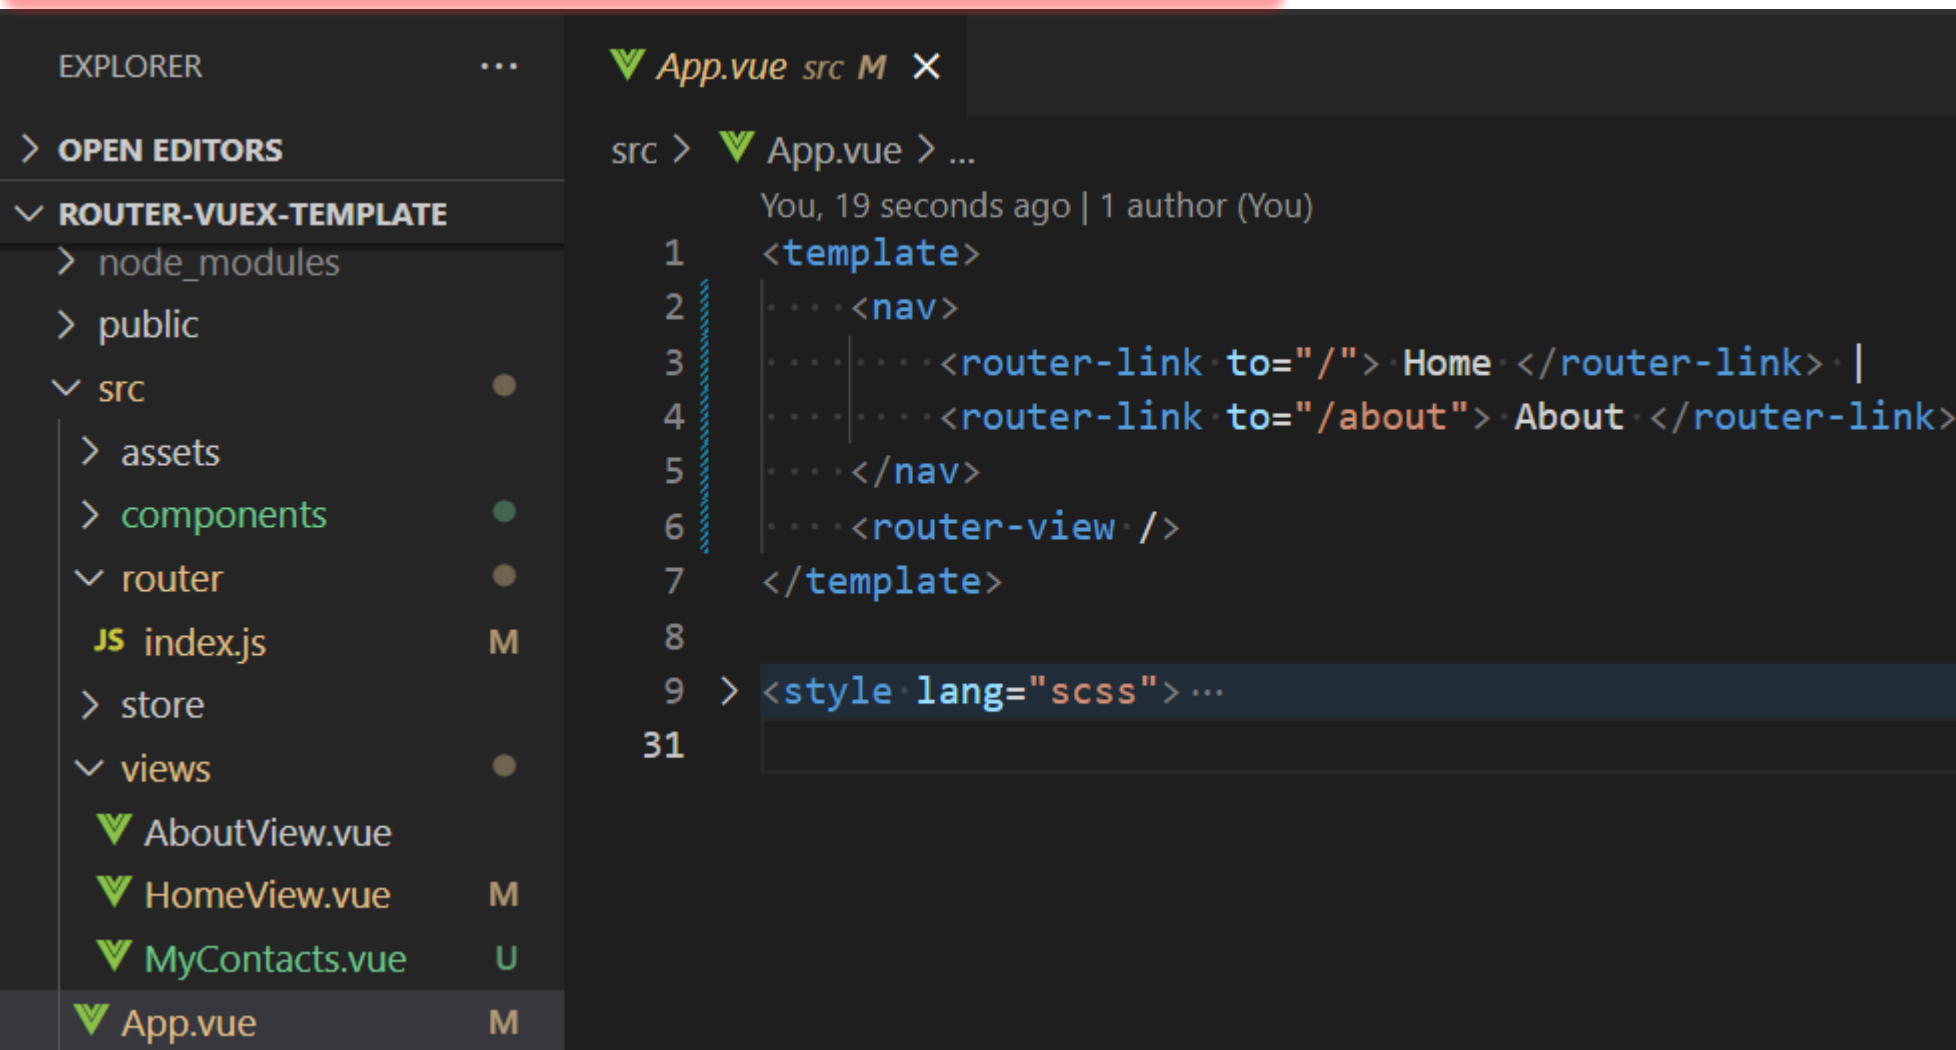 EXPLORER ···
OPEN EDITORS
ROUTER-VUEX-TEMPLATE
node_modules
public
src
assets
components
router
JS index.js M
store
views
AboutView.vue
HomeView.vue M
MyContacts.vue U
App.vue M
App.vue src M
src > App.vue > ...
You, 19 seconds ago | 1 author (You)
1 <template>
2 <nav>
3 <router-link to="/"> Home </router-link> |
4 <router-link to="/about"> About </router-link>
5 </nav>
6 <router-view />
7 </template>
8
9 <style lang="scss"> ···
31